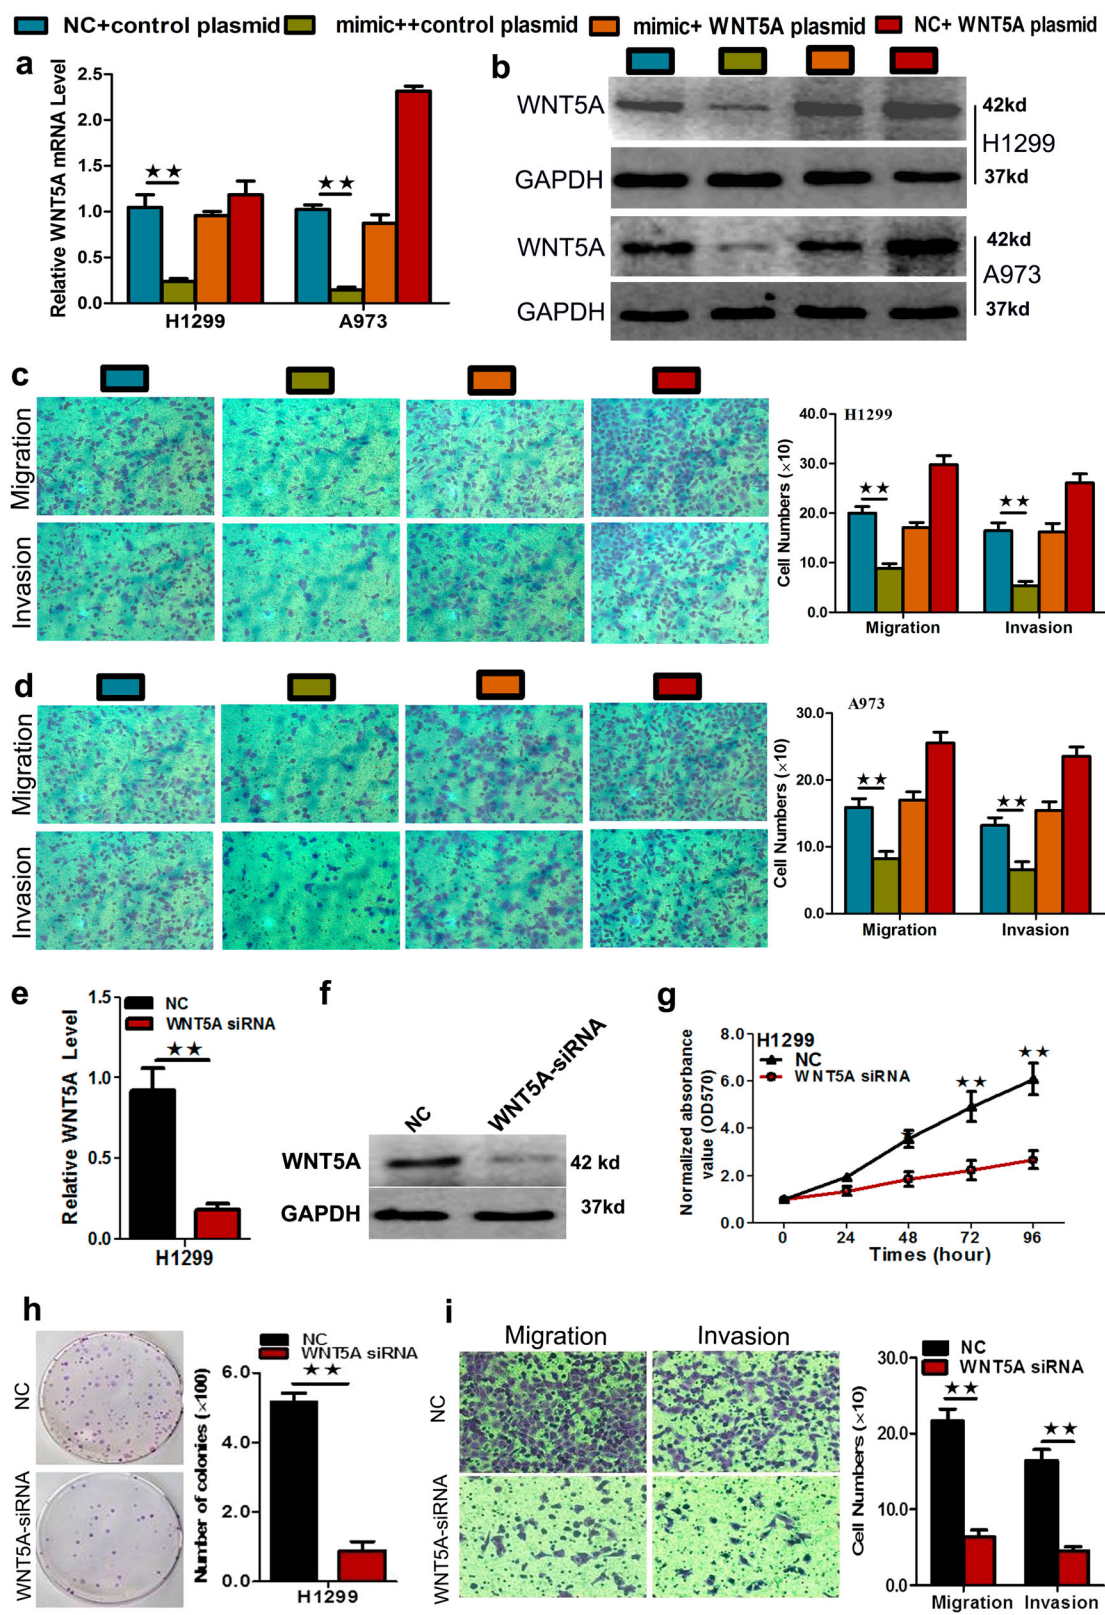 NC+control plasmid mimic++control plasmid mimic+ WNT5A plasmid NC+ WNT5A plasmid
a
Relative WNT5A mRNA Level
2.5
2.0
1.5
1.0
0.5
0.0
★★
★★
H1299 A973
b
WNT5A 42kd
H1299
GAPDH 37kd
WNT5A 42kd
A973
GAPDH 37kd
c
Migration
Invasion
H1299
Cell Numbers (×10)
40.0
30.0
20.0
10.0
0.0
★★
★★
Migration Invasion
d
Migration
Invasion
A973
Cell Numbers (×10)
30.0
20.0
10.0
0.0
★★
★★
Migration Invasion
e
Relative WNT5A Level
1.5
1.0
0.5
0.0
NC
WNT5A siRNA
★★
H1299
f
NC WNT5A-siRNA
WNT5A 42 kd
GAPDH 37kd
g
Normalized absorbance
value (OD570)
8.0
6.0
4.0
2.0
0.0
H1299
NC
WNT5A siRNA
★
★★
★★
0 24 48 72 96
Times (hour)
h
NC
WNT5A-siRNA
Number of colonies (×100)
6.0
4.0
2.0
0.0
NC
WNT5A siRNA
★★
H1299
i
Migration Invasion
NC
WNT5A-siRNA
Cell Numbers (×10)
30.0
20.0
10.0
0.0
NC
WNT5A siRNA
★★
★★
Migration Invasion